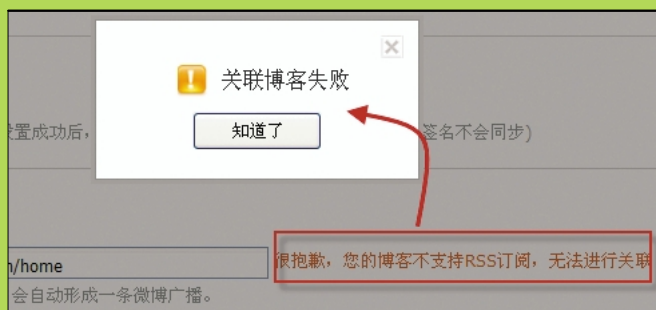 关联博客失败
知道了
置成功后，
签名不会同步)
/home
很抱歉，您的博客不支持RSS订阅，无法进行关联
会自动形成一条微博广播。